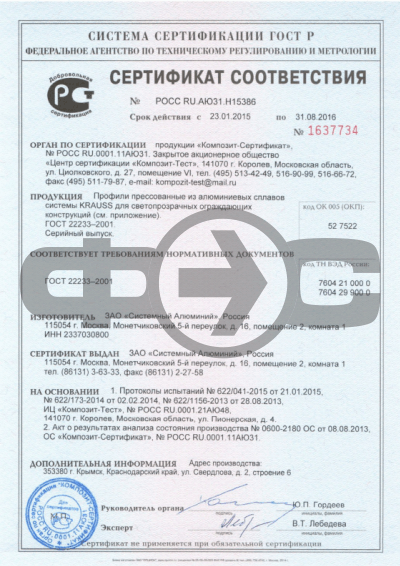 СИСТЕМА СЕРТИФИКАЦИИ ГОСТ Р
ФЕДЕРАЛЬНОЕ АГЕНТСТВО ПО ТЕХНИЧЕСКОМУ РЕГУЛИРОВАНИЮ И МЕТРОЛОГИИ
Добровольная сертификация
СЕРТИФИКАТ СООТВЕТСТВИЯ
№ РОСС RU.АЮ31.Н15386
Срок действия с 23.01.2015 по 31.08.2016
№ 1637734
ОРГАН ПО СЕРТИФИКАЦИИ продукции «Композит-Сертификат»,
№ РОСС RU.0001.11АЮ31. Закрытое акционерное общество
«Центр сертификации «Композит-Тест», 141070 г. Королев, Московская область,
ул. Циолковского, д. 27, помещение VI, тел. (495) 513-42-49, 516-90-99, 516-66-72,
факс (495) 511-79-87, e-mail: kompozit-test@mail.ru
ПРОДУКЦИЯ Профили прессованные из алюминиевых сплавов
системы KRAUSS для светопрозрачных ограждающих
конструкций (см. приложение).
ГОСТ 22233–2001.
Серийный выпуск.
код ОК 005 (ОКП):
52 7522
СООТВЕТСТВУЕТ ТРЕБОВАНИЯМ НОРМАТИВНЫХ ДОКУМЕНТОВ
ГОСТ 22233–2001
код ТН ВЭД России:
7604 21 000 0
7604 29 900 0
ФЭС
ИЗГОТОВИТЕЛЬ ЗАО «Системный Алюминий», Россия
115054 г. Москва, Монетчиковский 5-й переулок, д. 16, помещение 2, комната 1
ИНН 2337030800
СЕРТИФИКАТ ВЫДАН ЗАО «Системный Алюминий», Россия
115054 г. Москва, Монетчиковский 5-й переулок, д. 16, помещение 2, комната 1
тел. (86131) 3-63-33, факс (86131) 2-27-58
НА ОСНОВАНИИ 1. Протоколы испытаний № 622/041-2015 от 21.01.2015,
№ 622/173-2014 от 02.02.2014, № 622/1156-2013 от 28.08.2013,
ИЦ «Композит-Тест», № РОСС RU.0001.21АЮ48,
141070 г. Королев, Московская область, ул. Пионерская, д. 4.
2. Акт о результатах анализа состояния производства № 0600-2180 ОС от 08.08.2013,
ОС «Композит-Сертификат», № РОСС RU.0001.11АЮ31.
ДОПОЛНИТЕЛЬНАЯ ИНФОРМАЦИЯ Адрес производства:
353380 г. Крымск, Краснодарский край, ул. Свердлова, д. 2, строение 6
Руководитель органа
подпись
Ю.П. Гордеев
инициалы, фамилия
М.П.
Эксперт
подпись
В.Т. Лебедева
инициалы, фамилия
Сертификат не применяется при обязательной сертификации